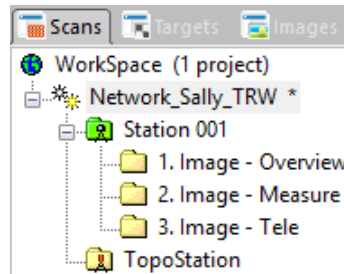 Scans Targets Images
WorkSpace (1 project)
Network_Sally_TRW *
Station 001
1. Image - Overview
2. Image - Measure
3. Image - Tele
TopoStation